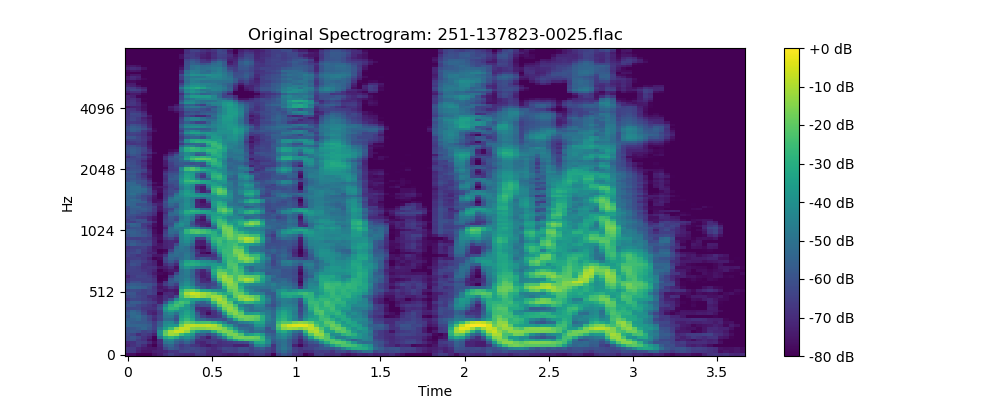 Original Spectrogram: 251-137823-0025.flac
Hz
4096
2048
1024
512
0
0
0.5
1
1.5
2
2.5
3
3.5
Time
+0 dB
-10 dB
-20 dB
-30 dB
-40 dB
-50 dB
-60 dB
-70 dB
-80 dB